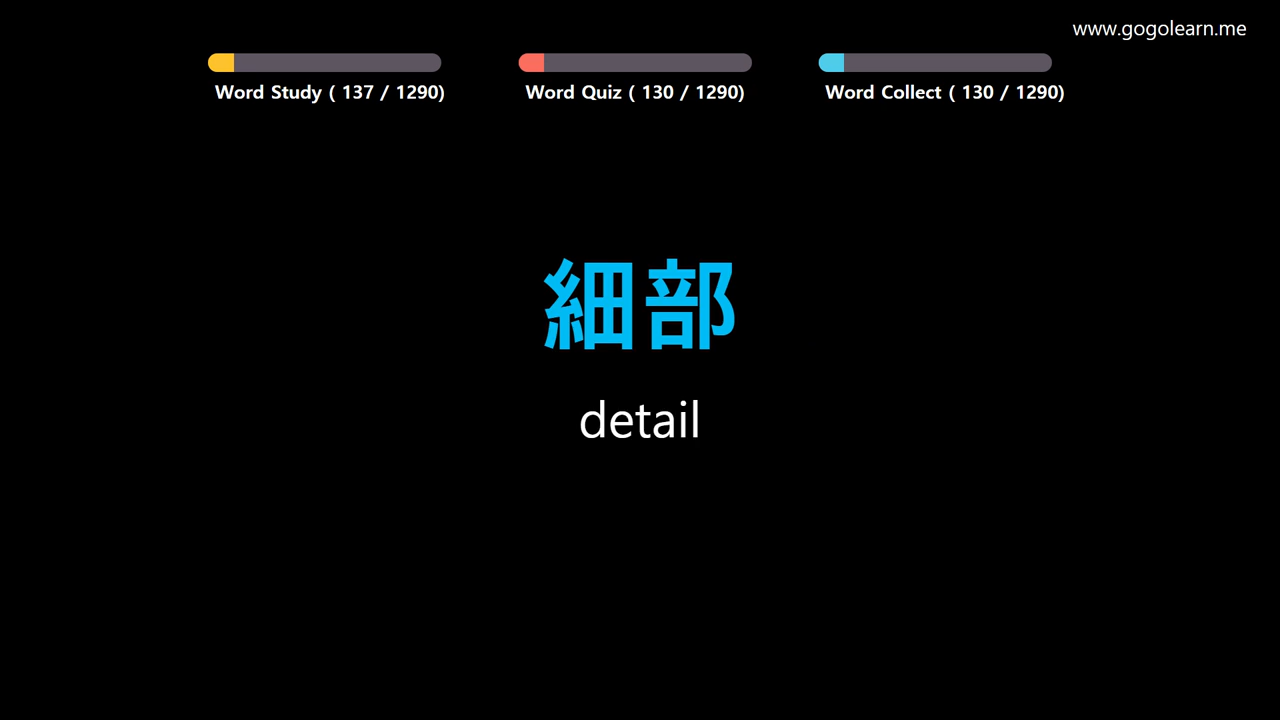 www.gogolearn.me
Word Study ( 137 / 1290)
Word Quiz ( 130 / 1290)
Word Collect ( 130 / 1290)
細部
detail